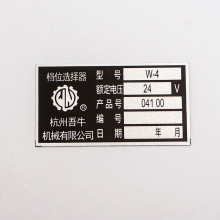 档位选择器 型号 W-4
额定电压 24 V
产品号 041 00
杭州吾牛 编号
机械有限公司 日期 年 月